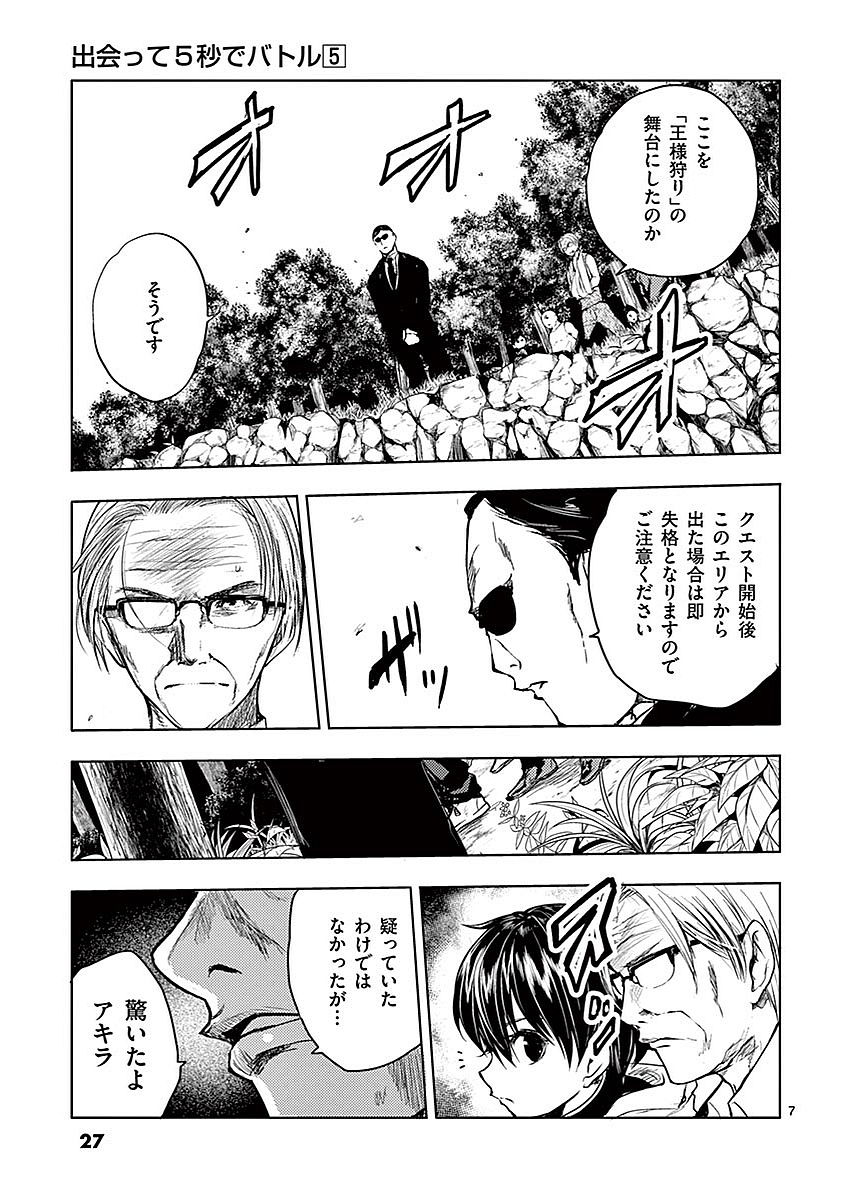 出会って5秒でバトル 5
ここを
「王様狩り」の
舞台にしたのか
オ
オ
オ
そうです
クエスト開始後
このエリアから
出た場合は即
失格となりますので
ご注意ください
ザッ
疑っていた
わけでは
なかったが…
驚いたよ
アキラ
7
27